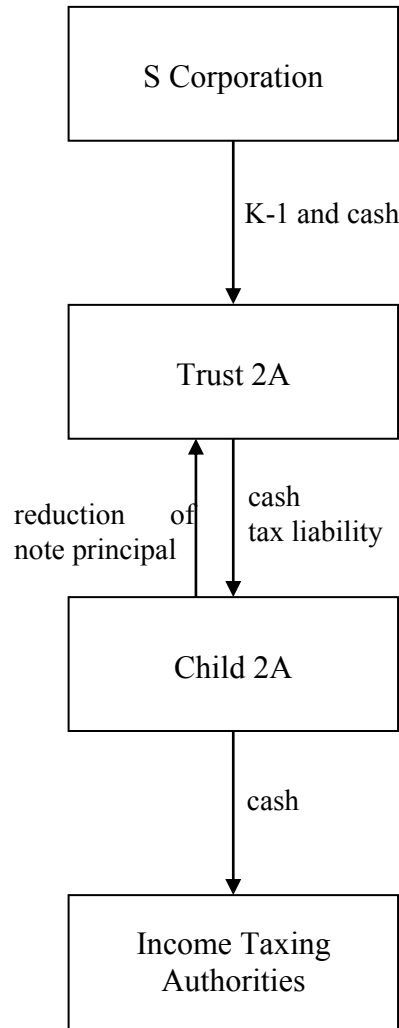 S Corporation
K-1 and cash
Trust 2A
reduction of
note principal
cash
tax liability
Child 2A
cash
Income Taxing
Authorities